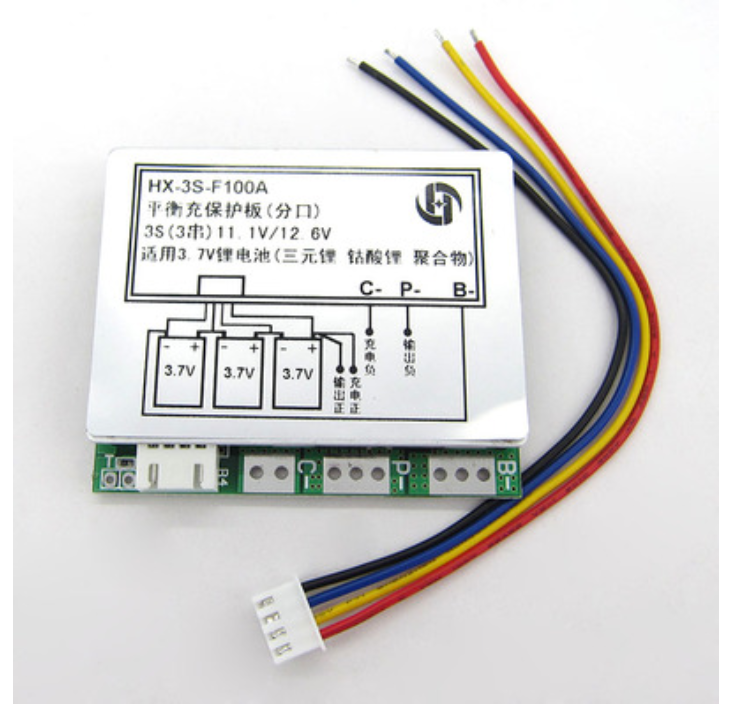 HX-3S-F100A
平衡充保护板(分口)
3S(3串)11.1V/12.6V
适用3.7V锂电池(三元锂 钴酸锂 聚合物)
C- P- B-
- + - + - +
3.7V 3.7V 3.7V
输出正
充电正
充电负
输出负
T
R4
C-
P-
B-